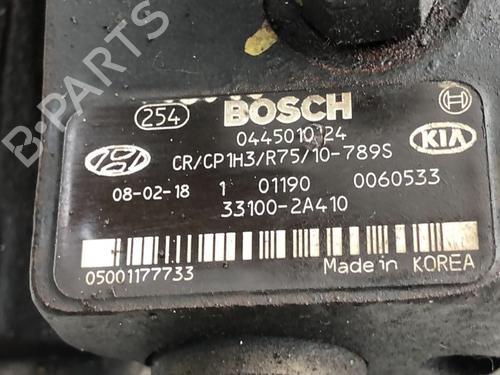 254 BOSCH
0445010124
KIA
CR/CP1H3/R75/10-789S
08-02-18 1 01190 0060533
33100-2A410
05001177733
Made in KOREA
B-PARTS